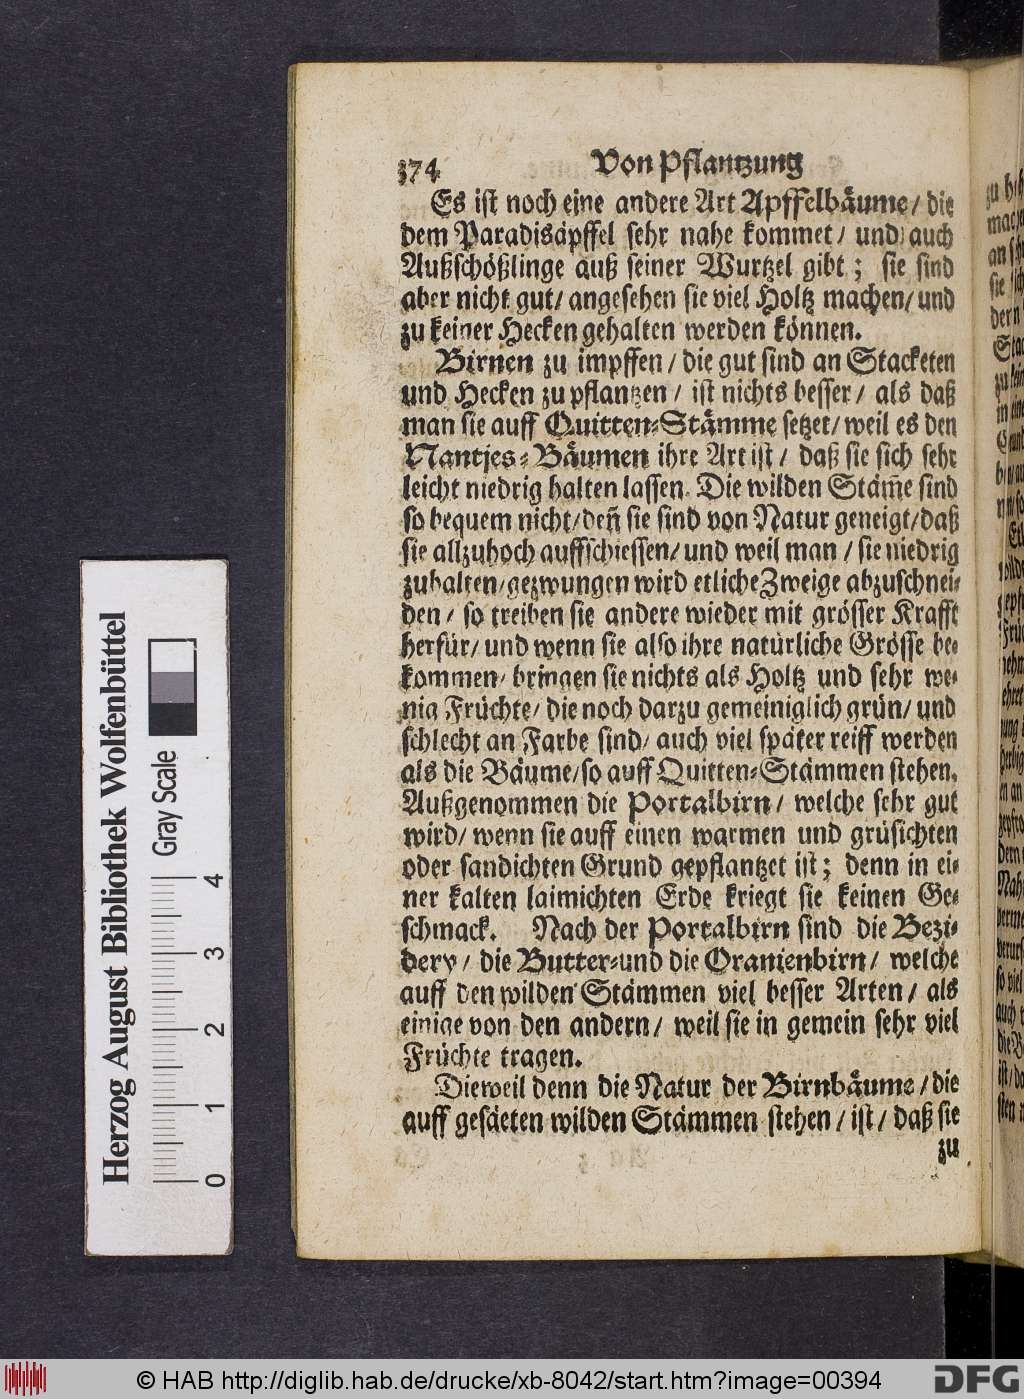 374 Von Pflantzung
Es ist noch eine andere Art Apffelbäume / die
dem Paradisäpffel sehr nahe kommet / und auch
Außschößlinge auß seiner Wurtzel gibt ; sie sind
aber nicht gut / angesehen sie viel Holtz machen / und
zu keiner Hecken gehalten werden können.
Birnen zu impffen / die gut sind an Stacketen
und Hecken zu pflantzen / ist nichts besser / als daß
man sie auff Quitten-Stämme setzet / weil es den
Nantjes-Bäumen ihre Art ist / daß sie sich sehr
leicht niedrig halten lassen. Die wilden Stäm̄e sind
so bequem nicht / den̄ sie sind von Natur geneigt / daß
sie allzuhoch auffschiessen / und weil man / sie niedrig
zuhalten / gezwungen wird etliche Zweige abzuschnei-
den / so treiben sie andere wieder mit grösser Krafft
herfür / und wenn sie also ihre natürliche Grösse be-
kommen / bringen sie nichts als Holtz und sehr we-
nig Früchte / die noch darzu gemeiniglich grün / und
schlecht an Farbe sind / auch viel später reiff werden
als die Bäume / so auff Quitten-Stämmen stehen.
Außgenommen die Portalbirn / welche sehr gut
wird / wenn sie auff einen warmen und grüsichten
oder sandichten Grund gepflantzet ist ; denn in ei-
ner kalten laimichten Erde kriegt sie keinen Ge-
schmack. Nach der Portalbirn sind die Bezi-
dery / die Butter- und die Oranienbirn / welche
auff den wilden Stämmen viel besser Arten / als
einige von den andern / weil sie in gemein sehr viel
Früchte tragen.
Dieweil denn die Natur der Birnbäume / die
auff gesäeten wilden Stämmen stehen / ist / daß sie
zu
Herzog August Bibliothek Wolfenbüttel
Gray Scale
0 1 2 3 4
© HAB http://diglib.hab.de/drucke/xb-8042/start.htm?image=00394
DFG